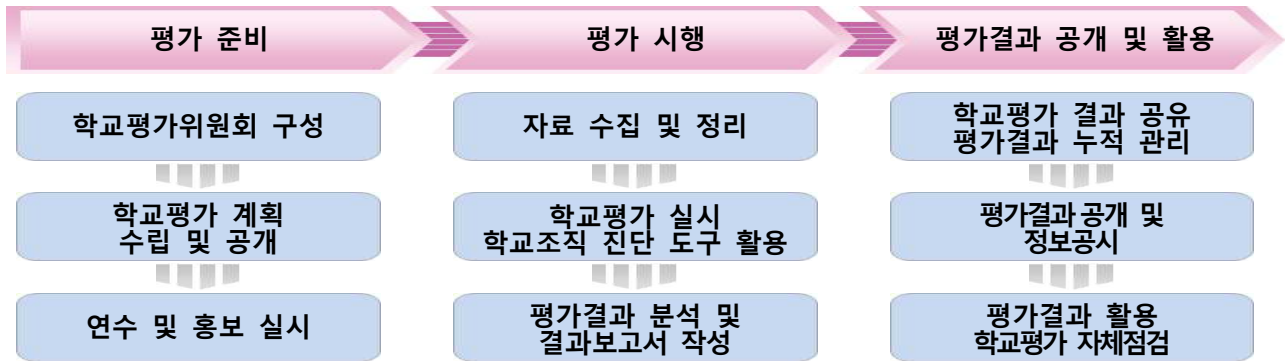 평가 준비
평가 시행
평가결과 공개 및 활용
학교평가위원회 구성
자료 수집 및 정리
학교평가 결과 공유
평가결과 누적 관리
학교평가 계획
수립 및 공개
학교평가 실시
학교조직 진단 도구 활용
평가결과 공개 및
정보공시
연수 및 홍보 실시
평가결과 분석 및
결과보고서 작성
평가결과 활용
학교평가 자체점검